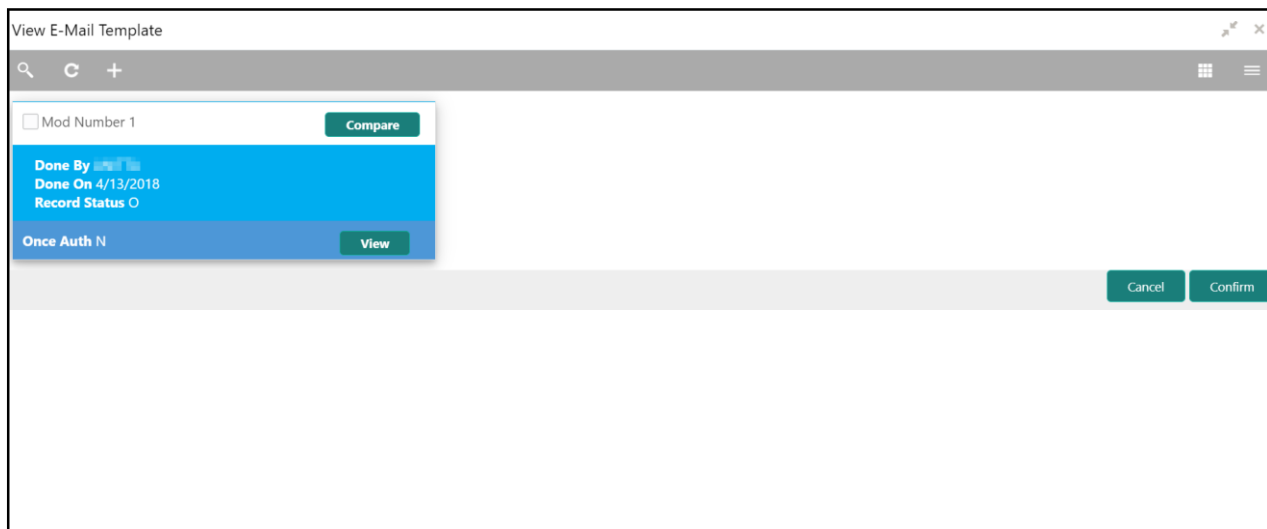 View E-Mail Template
Mod Number 1
Compare
Done By
Done On 4/13/2018
Record Status O
Once Auth N
View
Cancel
Confirm